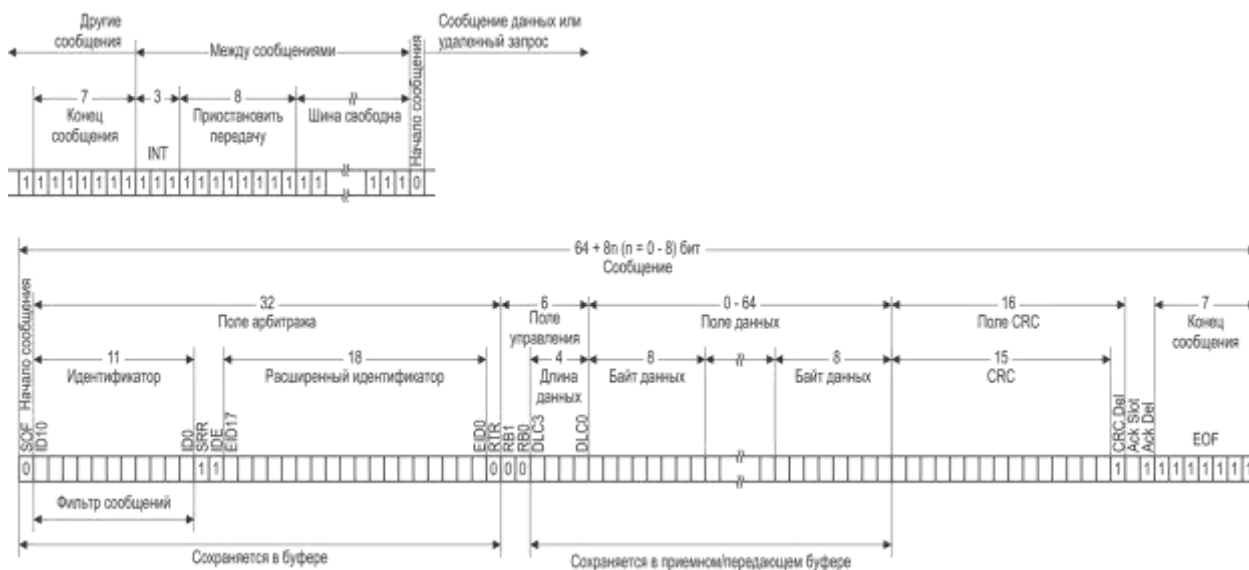 Другие
сообщения
Между сообщениями
Сообщение данных или
удаленный запрос
7
Конец
сообщения
3
INT
8
Приостановить
передачу
Шина свободна
Начало сообщения
1 1 1 1 1 1 1 1 1 1 1 1 1 1 1 1 1 1 1 1 1 1 1 1 0
64 + 8n (n = 0 - 8) бит
Сообщение
Начало сообщения
32
Поле арбитража
6
Поле
управления
0 - 64
Поле данных
16
Поле CRC
7
Конец
сообщения
11
Идентификатор
18
Расширенный идентификатор
4
Длина
данных
8
Байт данных
8
Байт данных
15
CRC
SOF
ID10
ID0
SRR
IDE
EID17
EID0
RTR
RB1
RB0
DLC3
DLC0
CRC Del
Ack Slot
Ack Del
EOF
0 1 1 0 0 0 1 1 1 1 1 1 1 1 1
Фильтр сообщений
Сохраняется в буфере
Сохраняется в приемном/передающем буфере